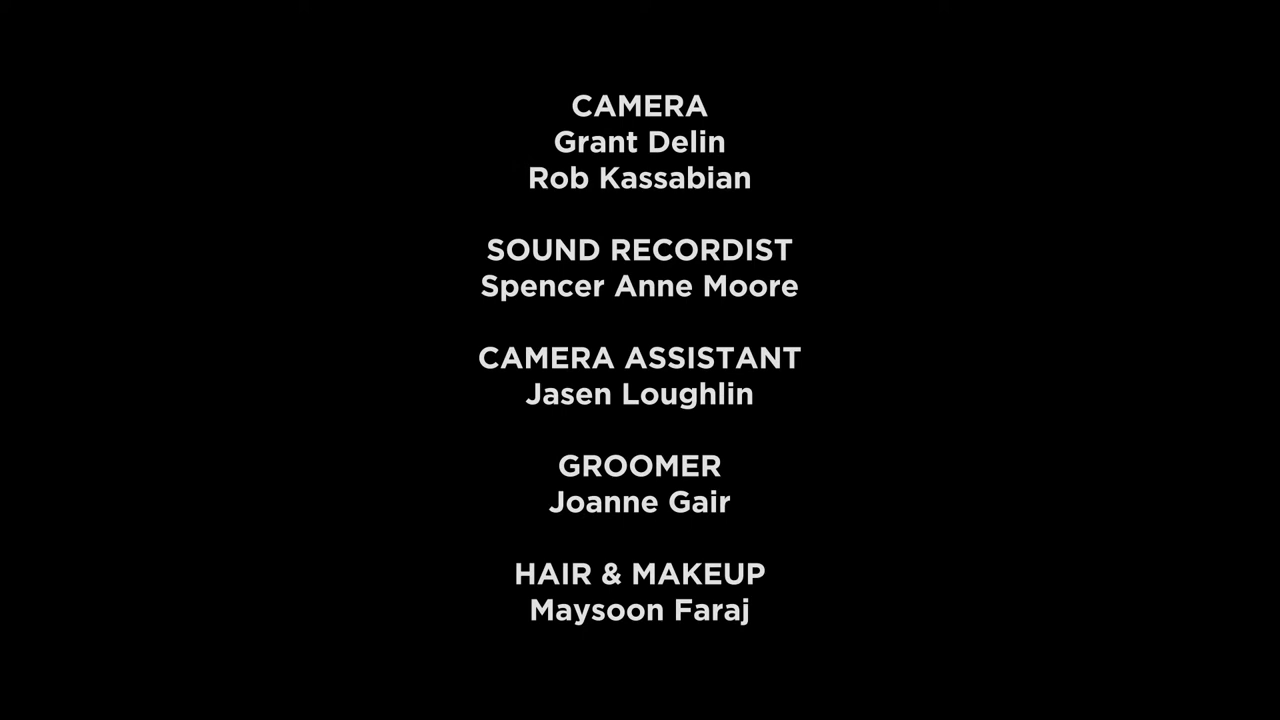 CAMERA
Grant Delin
Rob Kassabian
SOUND RECORDIST
Spencer Anne Moore
CAMERA ASSISTANT
Jasen Loughlin
GROOMER
Joanne Gair
HAIR & MAKEUP
Maysoon Faraj